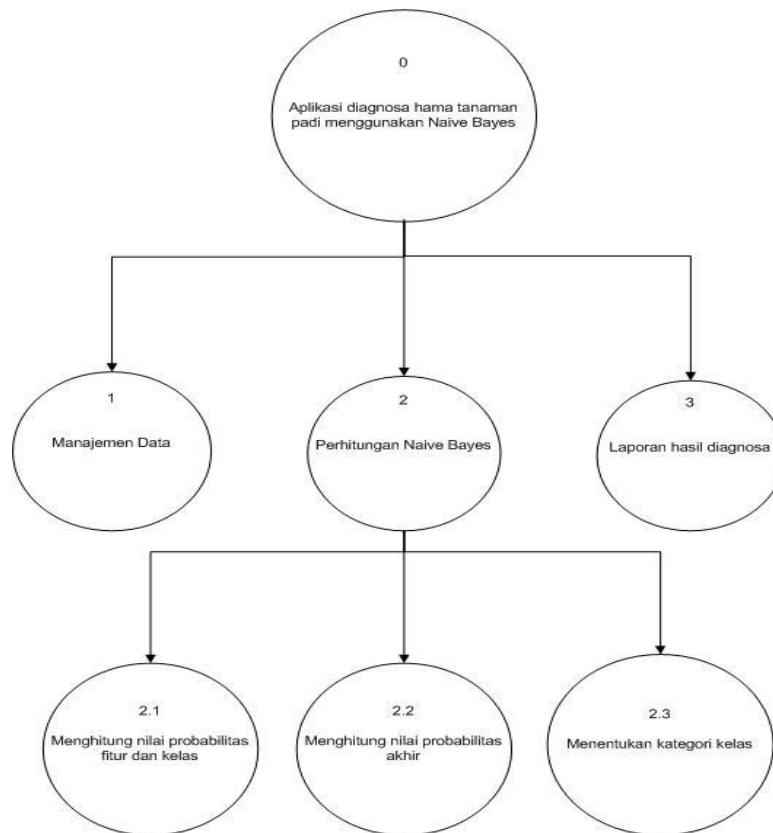 0
Aplikasi diagnosa hama tanaman
padi menggunakan Naive Bayes
1
Manajemen Data
2
Perhitungan Naive Bayes
3
Laporan hasil diagnosa
2.1
Menghitung nilai probabilitas
fitur dan kelas
2.2
Menghitung nilai probabilitas
akhir
2.3
Menentukan kategori kelas